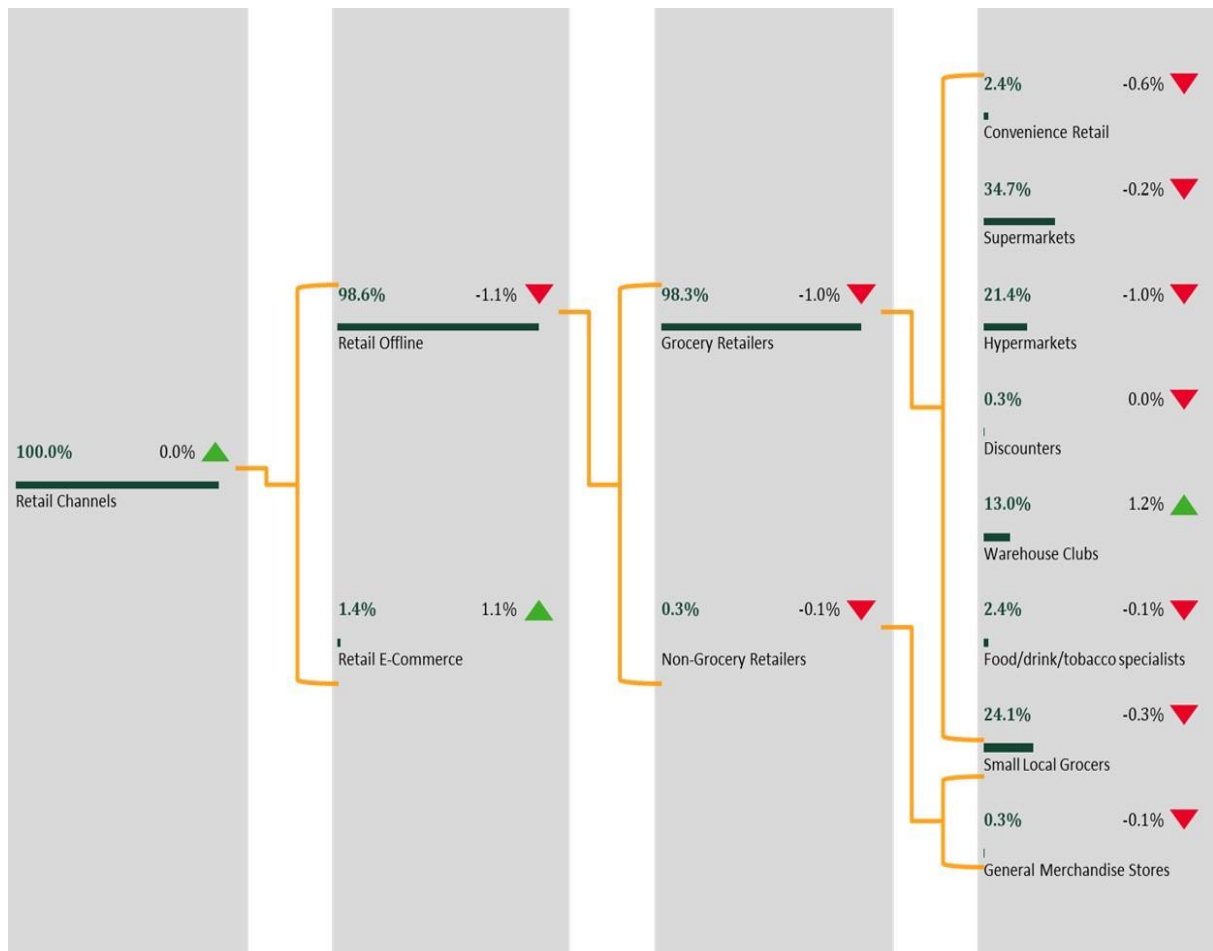 100.0% 0.0%
Retail Channels
98.6% -1.1%
Retail Offline
1.4% 1.1%
Retail E-Commerce
98.3% -1.0%
Grocery Retailers
0.3% -0.1%
Non-Grocery Retailers
2.4% -0.6%
Convenience Retail
34.7% -0.2%
Supermarkets
21.4% -1.0%
Hypermarkets
0.3% 0.0%
Discounters
13.0% 1.2%
Warehouse Clubs
2.4% -0.1%
Food/drink/tobacco specialists
24.1% -0.3%
Small Local Grocers
0.3% -0.1%
General Merchandise Stores